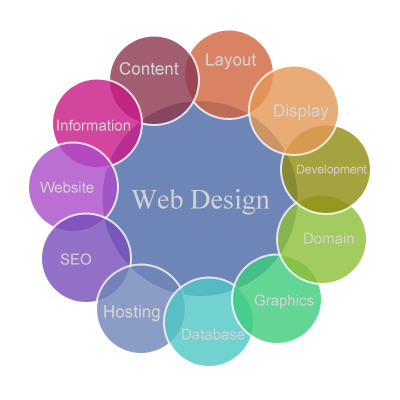 Web Design
Content
Layout
Display
Development
Domain
Graphics
Database
Hosting
SEO
Website
Information